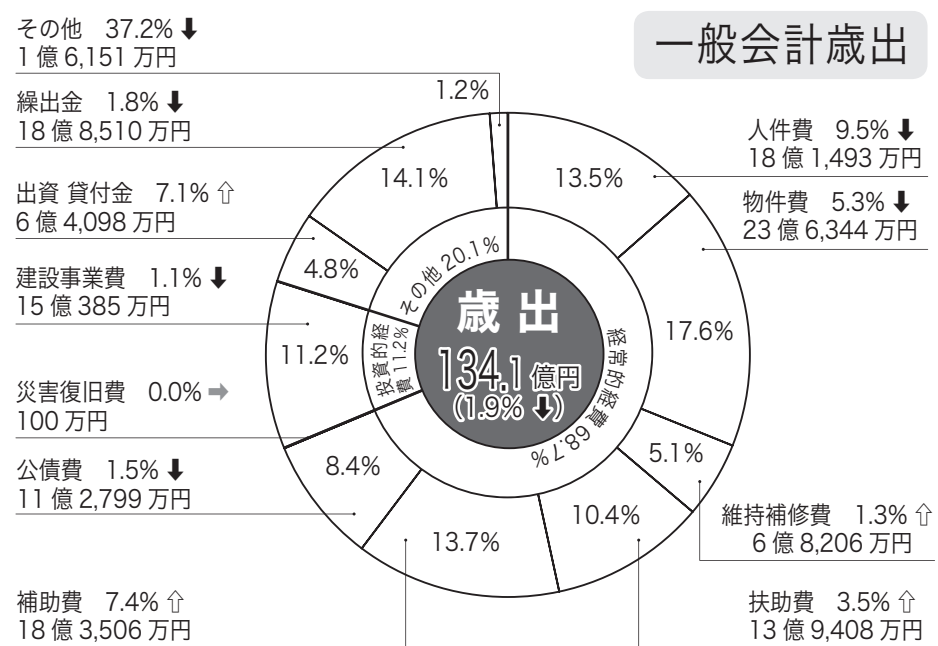 一般会計歳出
その他 37.2% ⬇
1億6,151万円
繰出金 1.8% ⬇
18億8,510万円
出資 貸付金 7.1% ⇧
6億4,098万円
建設事業費 1.1% ⬇
15億385万円
災害復旧費 0.0% ➡
100万円
公債費 1.5% ⬇
11億2,799万円
補助費 7.4% ⇧
18億3,506万円
人件費 9.5% ⬇
18億1,493万円
物件費 5.3% ⬇
23億6,344万円
維持補修費 1.3% ⇧
6億8,206万円
扶助費 3.5% ⇧
13億9,408万円
1.2%
14.1%
13.5%
4.8%
17.6%
11.2%
5.1%
8.4%
10.4%
13.7%
その他 20.1%
投資的経
費 11.2%
経常的経費 68.7%
歳出
134.1億円
(1.9% ⬇)